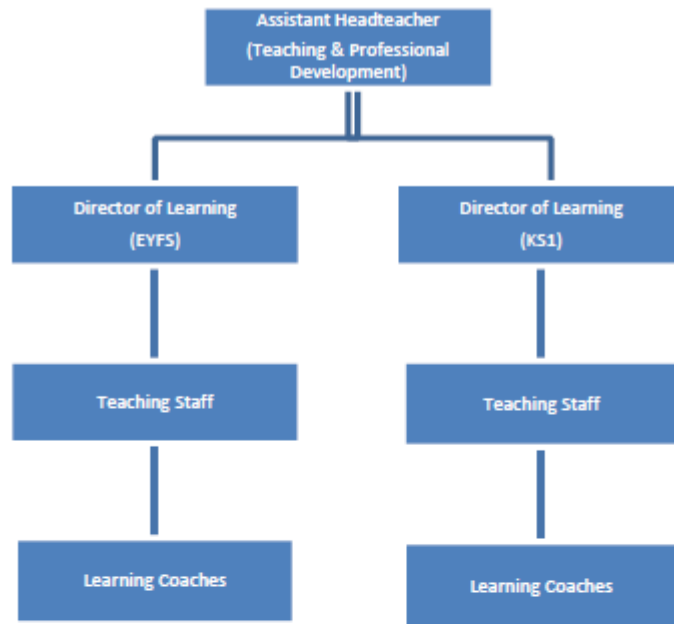 Assistant Headteacher
(Teaching & Professional
Development)
Director of Learning
(EYFS)
Director of Learning
(KS1)
Teaching Staff
Teaching Staff
Learning Coaches
Learning Coaches